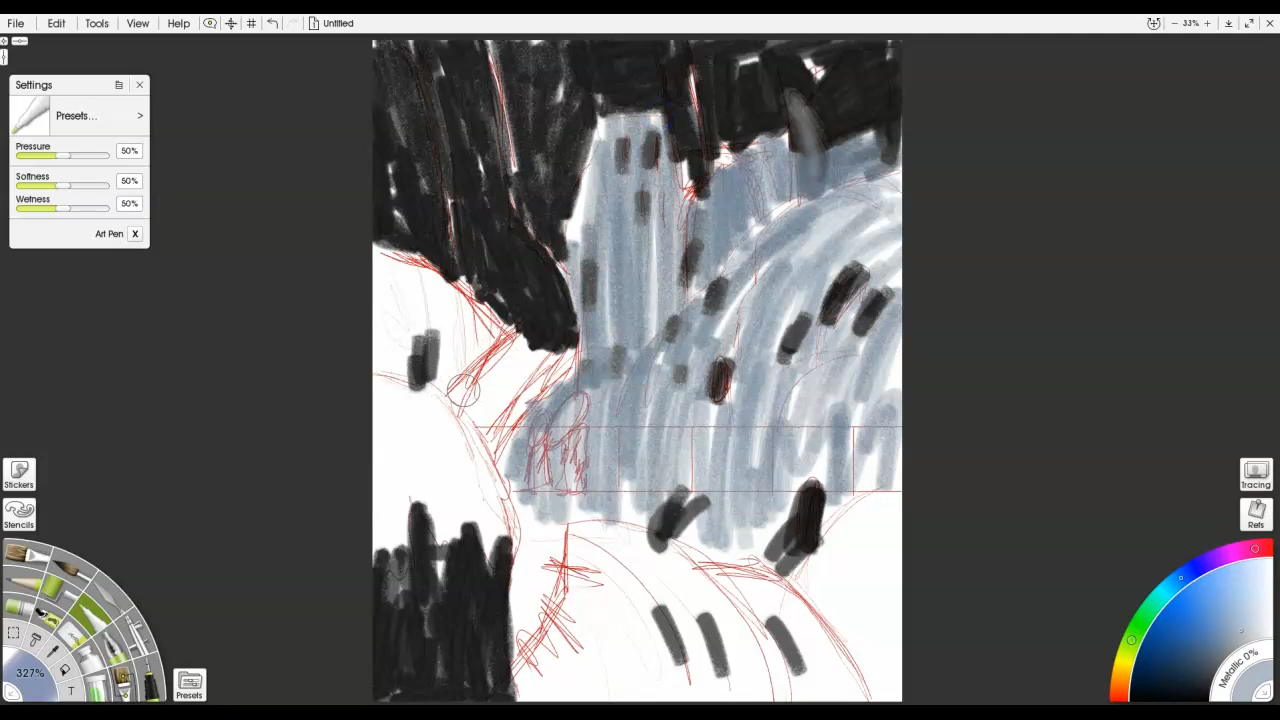 File Edit Tools View Help Untitled 33%
Settings
Presets... >
Pressure 50%
Softness 50%
Wetness 50%
Art Pen X
Stickers
Stencils
Tracing
Refs
327%
T
Presets
Metallic 0%